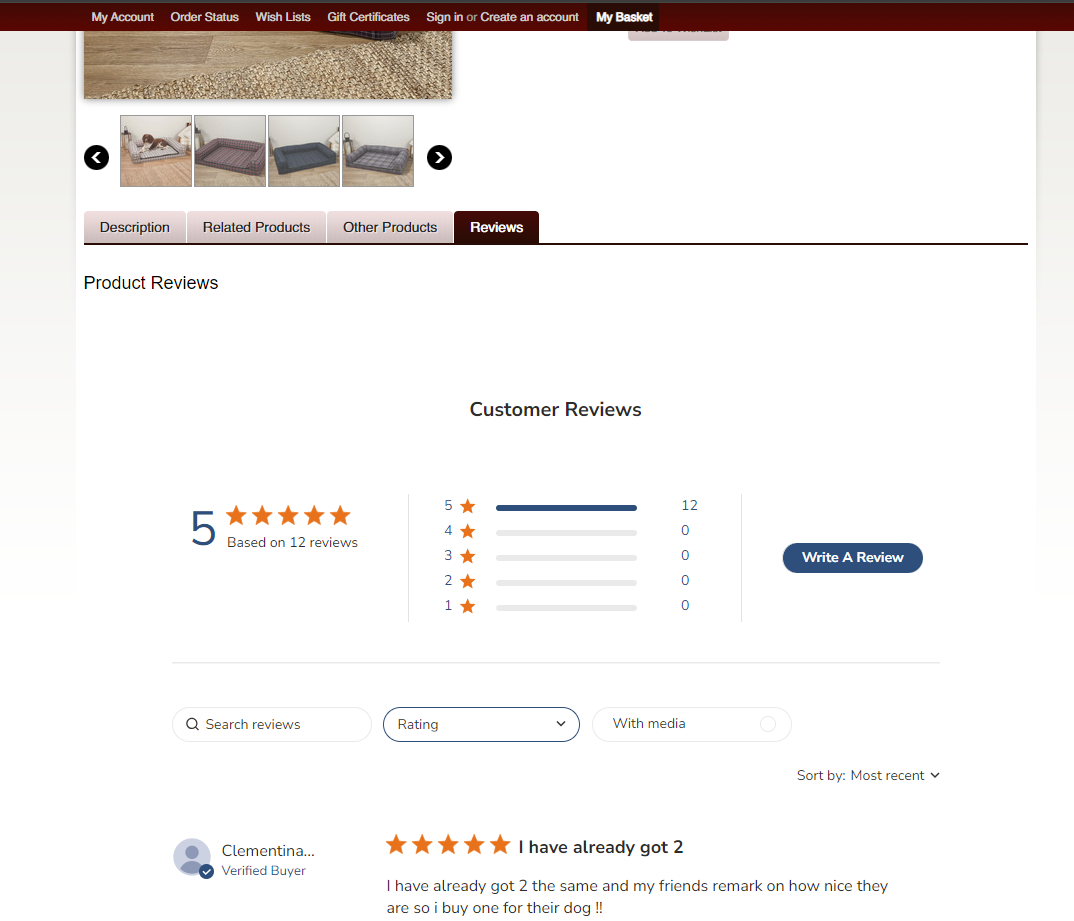 My Account Order Status Wish Lists Gift Certificates Sign in or Create an account My Basket
Description Related Products Other Products Reviews
Product Reviews
Customer Reviews
5
Based on 12 reviews
5 12
4 0
3 0
2 0
1 0
Write A Review
Search reviews Rating With media
Sort by: Most recent
Clementina...
Verified Buyer
I have already got 2
I have already got 2 the same and my friends remark on how nice they
are so i buy one for their dog !!